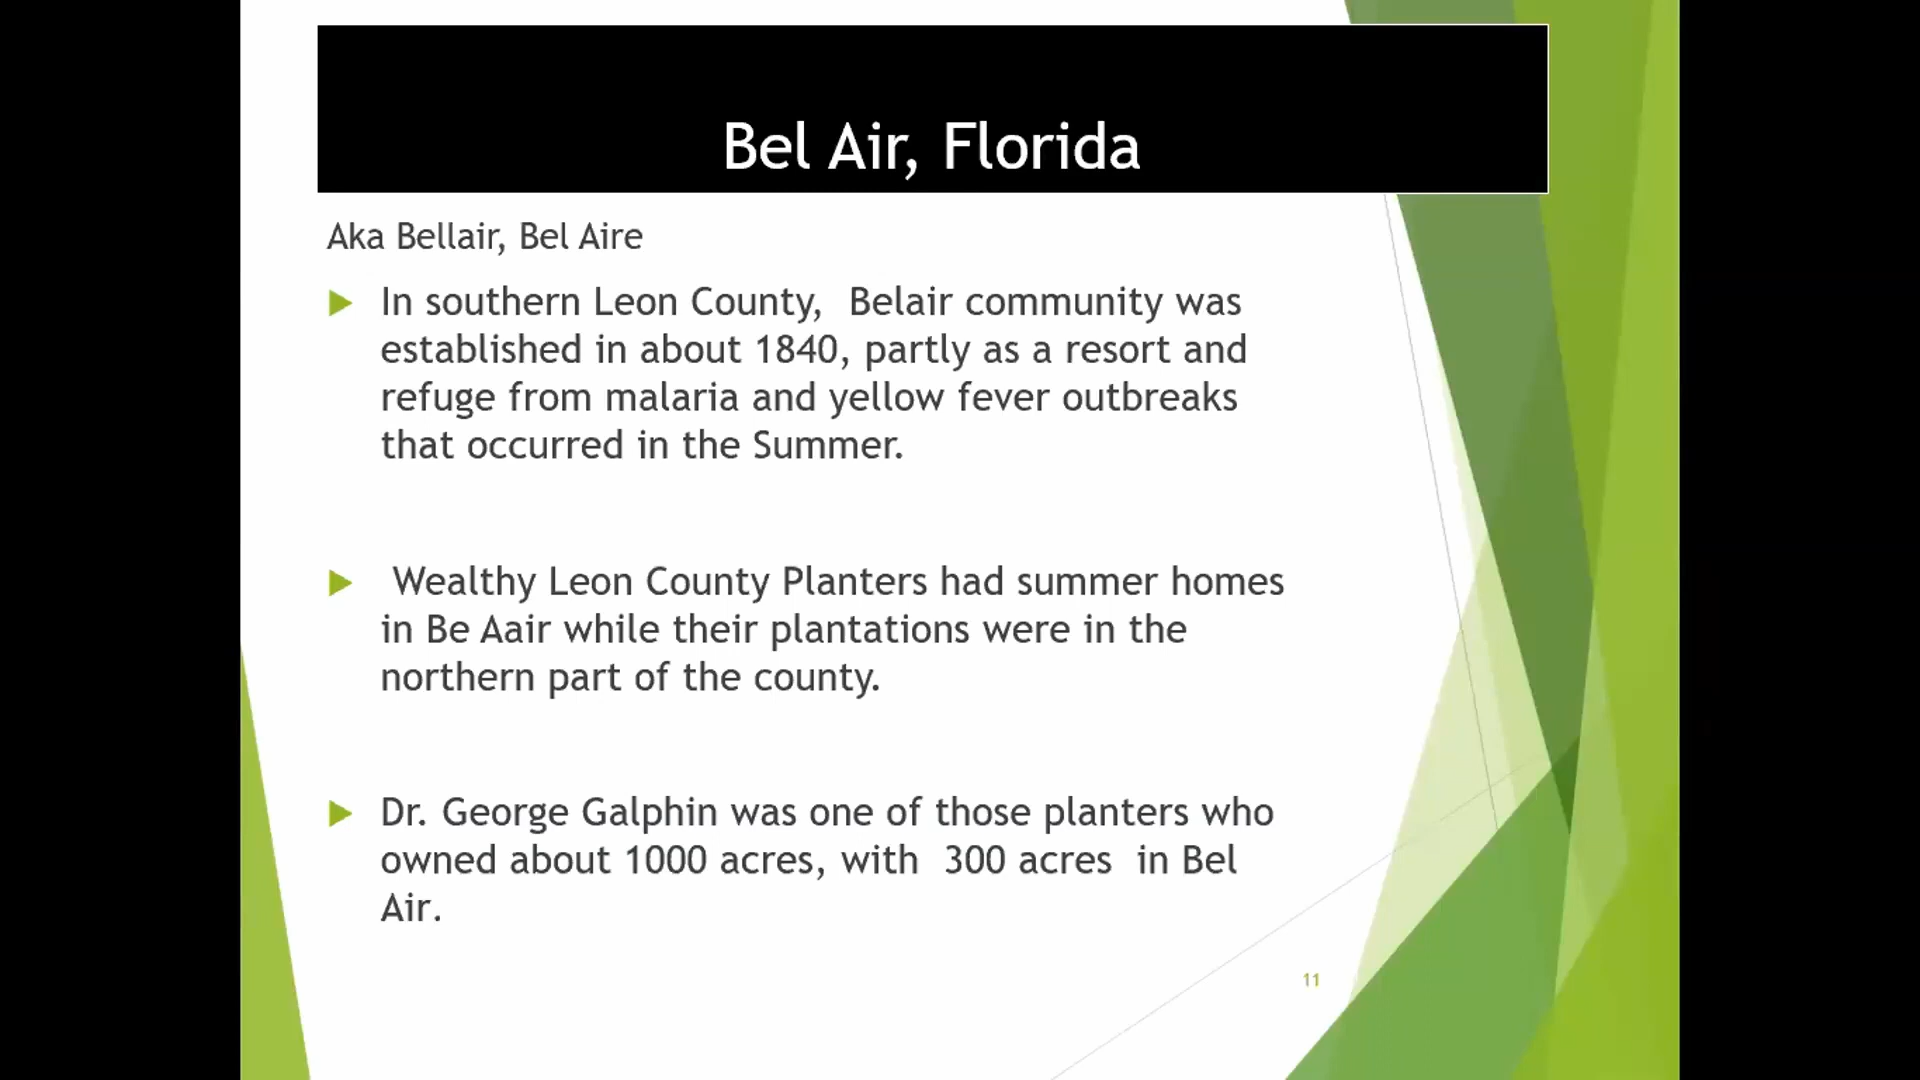 Bel Air, Florida
Aka Bellair, Bel Aire
In southern Leon County,  Belair community was
established in about 1840, partly as a resort and
refuge from malaria and yellow fever outbreaks
that occurred in the Summer.
Wealthy Leon County Planters had summer homes
in Be Aair while their plantations were in the
northern part of the county.
Dr. George Galphin was one of those planters who
owned about 1000 acres, with  300 acres  in Bel
Air.
11